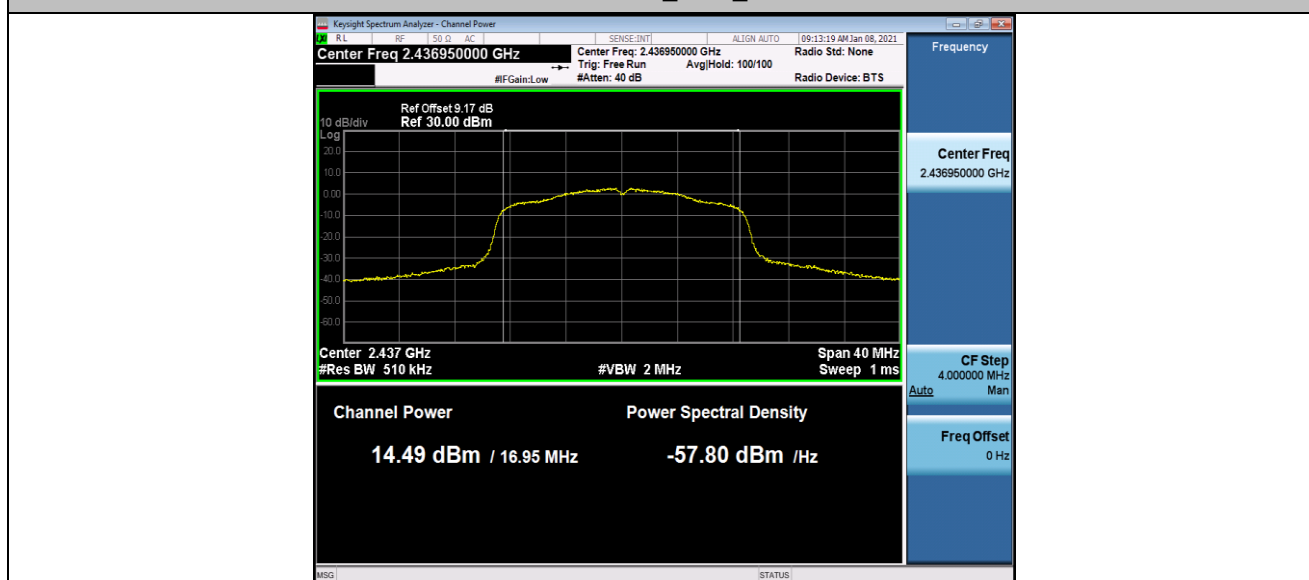 Keysight Spectrum Analyzer - Channel Power
RL RF 50 Ω AC SENSE:INT ALIGN AUTO 09:13:19 AM Jan 08, 2021
Center Freq 2.436950000 GHz
Center Freq: 2.436950000 GHz Radio Std: None
Trig: Free Run Avg|Hold: 100/100
#IFGain:Low #Atten: 40 dB Radio Device: BTS
Ref Offset 9.17 dB
10 dB/div Ref 30.00 dBm
Log
20.0
10.0
0.00
-10.0
-20.0
-30.0
-40.0
-50.0
-60.0
Center 2.437 GHz Span 40 MHz
#Res BW 510 kHz #VBW 2 MHz Sweep 1 ms
Channel Power Power Spectral Density
14.49 dBm / 16.95 MHz -57.80 dBm /Hz
MSG STATUS
Frequency
Center Freq
2.436950000 GHz
CF Step
4.000000 MHz
Auto Man
Freq Offset
0 Hz